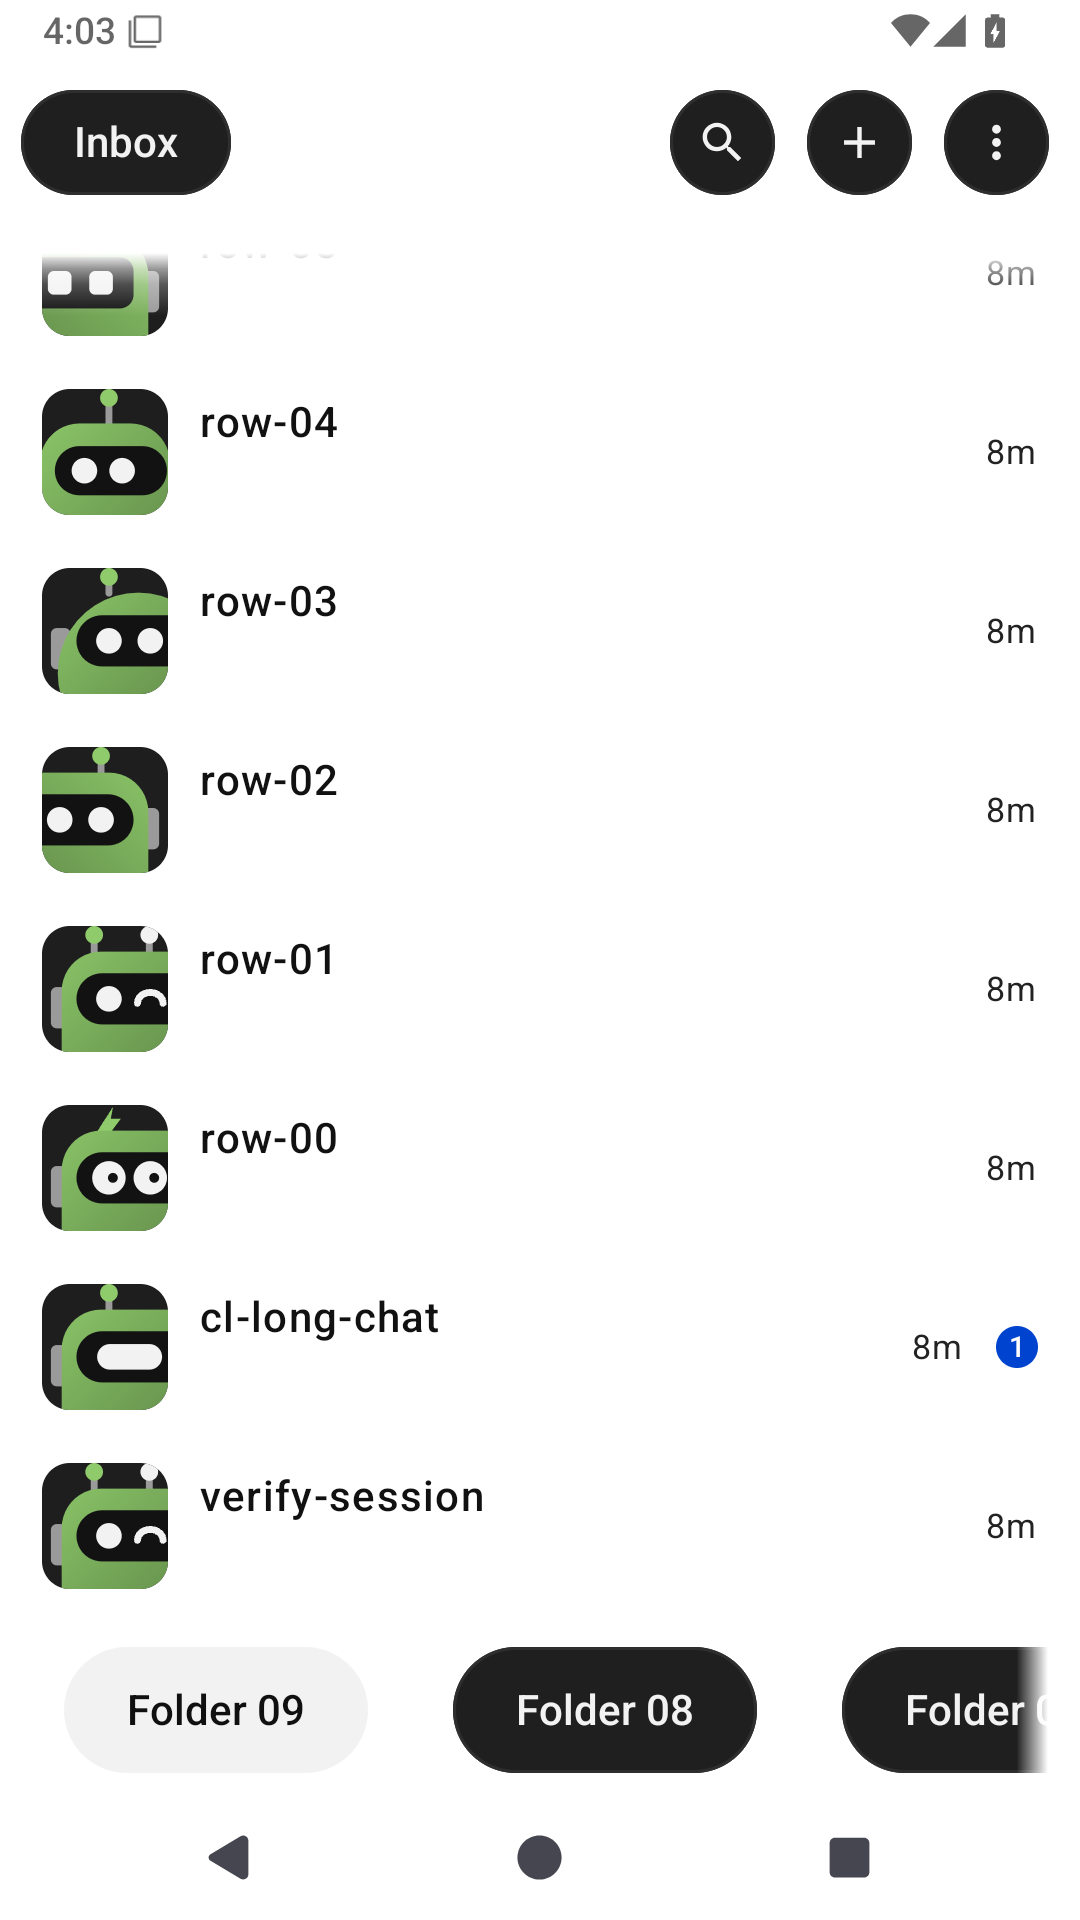 4:03
Inbox
8m
row-04
8m
row-03
8m
row-02
8m
row-01
8m
row-00
8m
cl-long-chat
8m 1
verify-session
8m
Folder 09
Folder 08
Folder